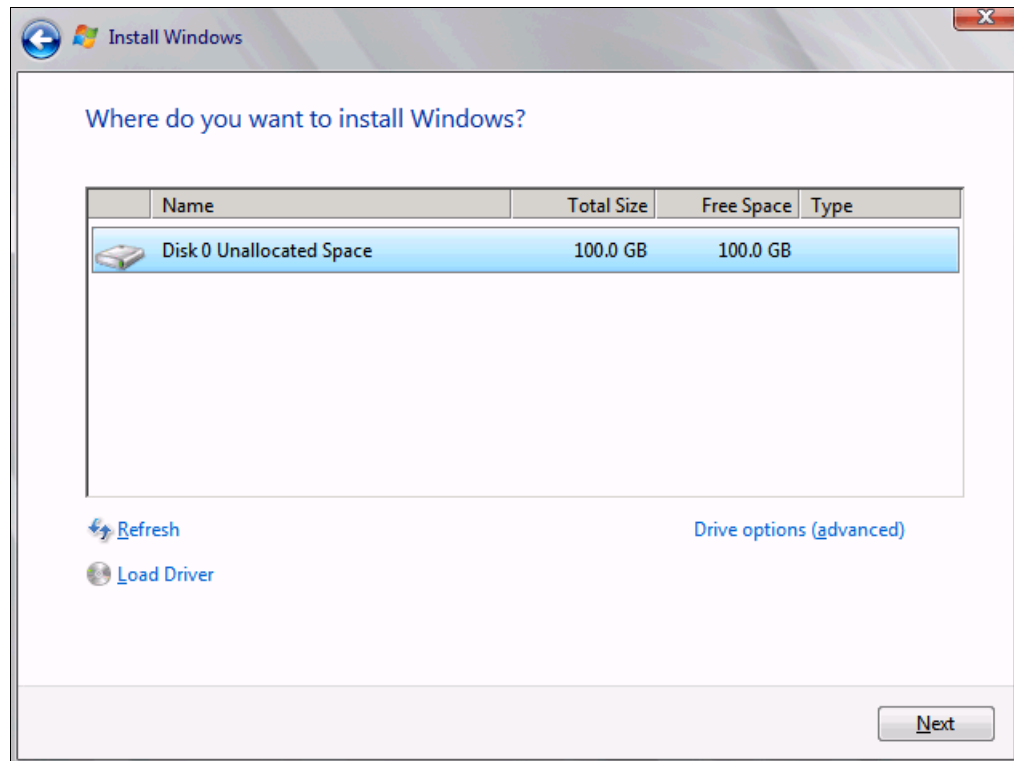 Install Windows
Where do you want to install Windows?
Name Total Size Free Space Type
Disk 0 Unallocated Space 100.0 GB 100.0 GB
Refresh Drive options (advanced)
Load Driver
Next